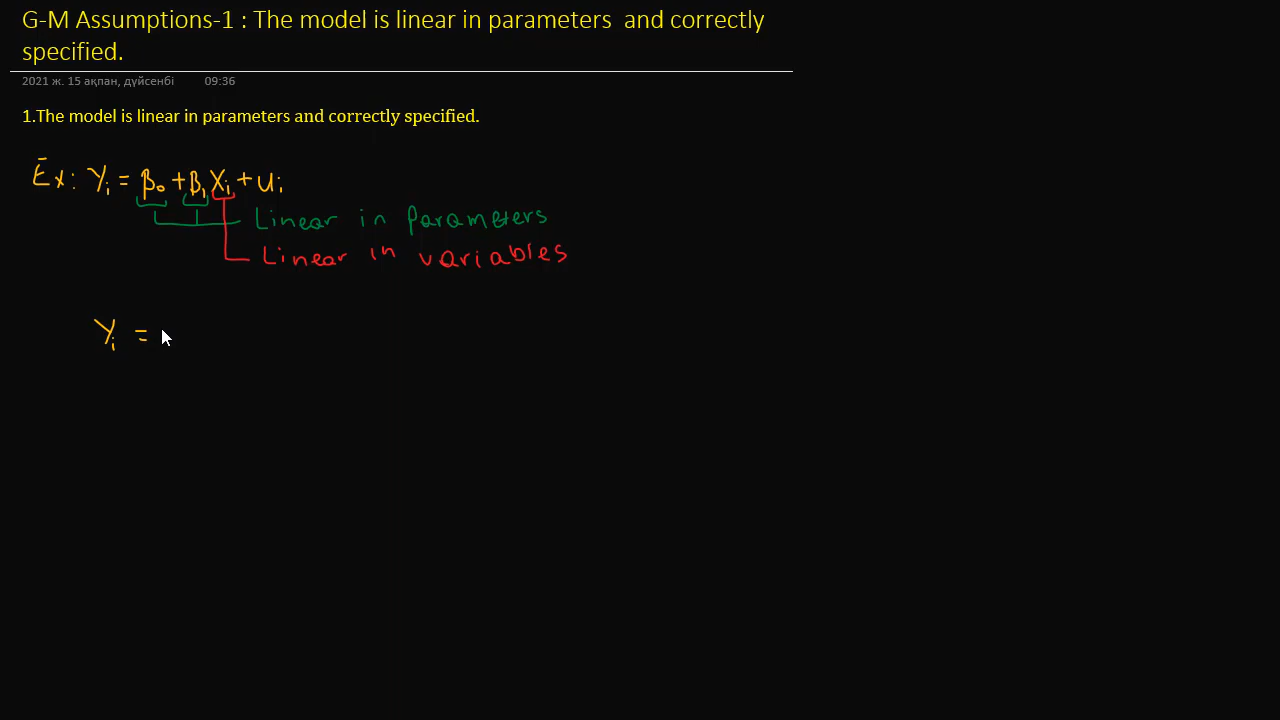 G-M Assumptions-1 : The model is linear in parameters  and correctly
specified.
2021 ж. 15 ақпан, дүйсенбі 09:36
1.The model is linear in parameters and correctly specified.
Ex: Yᵢ = β₀ + β₁Xᵢ + uᵢ
Linear in parameters
Linear in variables
Yᵢ =